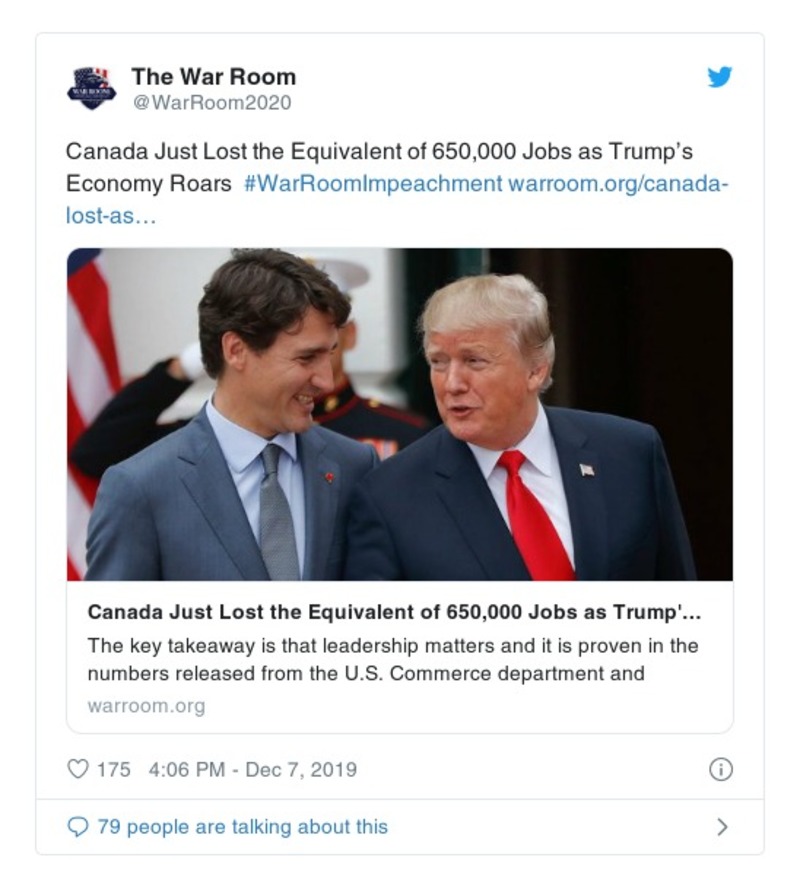 The War Room
@WarRoom2020
Canada Just Lost the Equivalent of 650,000 Jobs as Trump’s
Economy Roars #WarRoomImpeachment warroom.org/canada-
lost-as…
Canada Just Lost the Equivalent of 650,000 Jobs as Trump'...
The key takeaway is that leadership matters and it is proven in the
numbers released from the U.S. Commerce department and
warroom.org
175 4:06 PM - Dec 7, 2019
79 people are talking about this